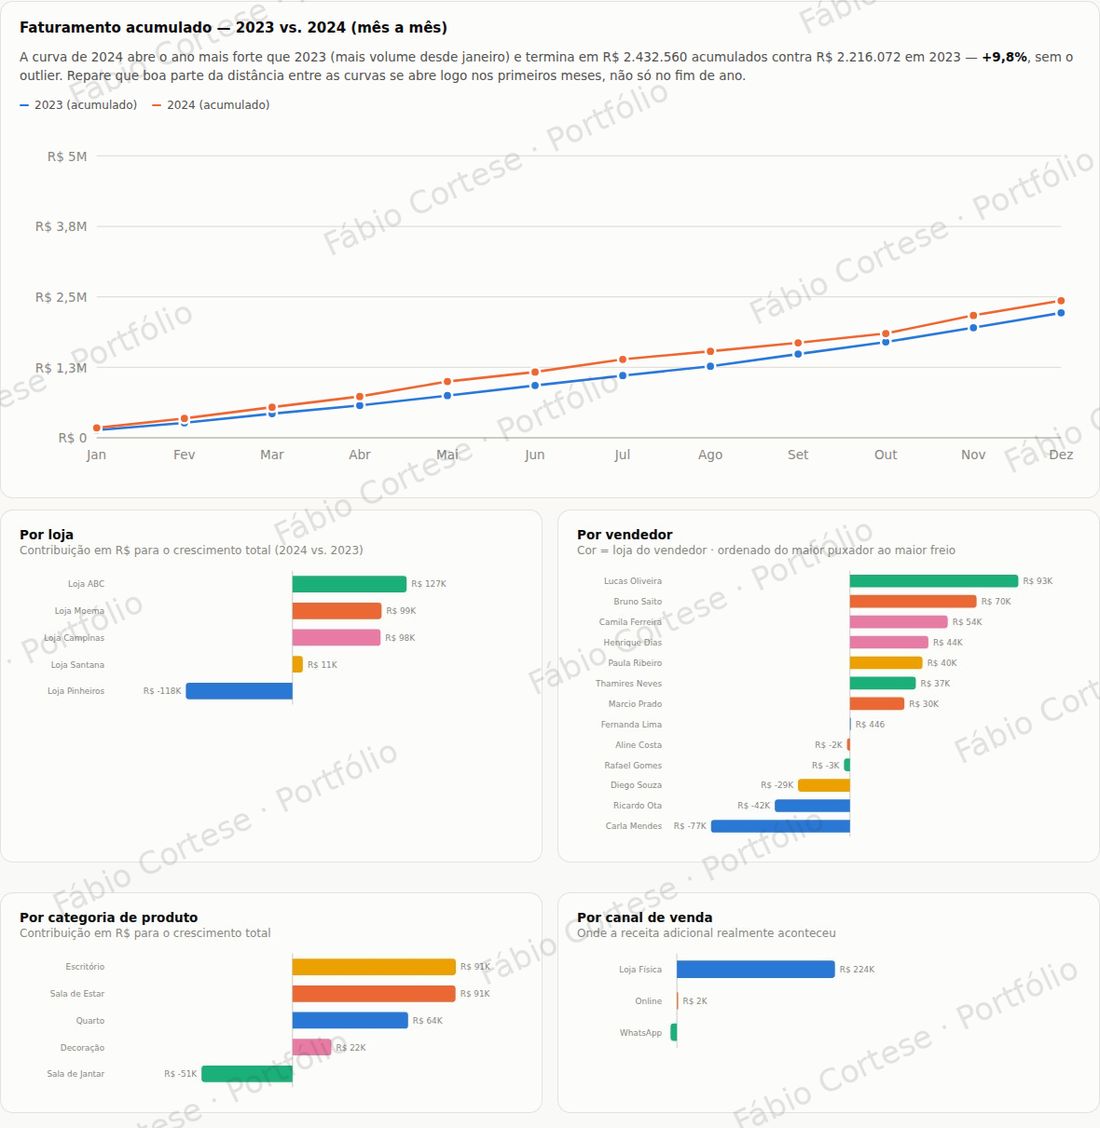 Faturamento acumulado — 2023 vs. 2024 (mês a mês)
A curva de 2024 abre o ano mais forte que 2023 (mais volume desde janeiro) e termina em R$ 2.432.560 acumulados contra R$ 2.216.072 em 2023 — +9,8%, sem o
outlier. Repare que boa parte da distância entre as curvas se abre logo nos primeiros meses, não só no fim de ano.
2023 (acumulado) 2024 (acumulado)
R$ 5M
R$ 3,8M
R$ 2,5M
R$ 1,3M
R$ 0
Jan Fev Mar Abr Mai Jun Jul Ago Set Out Nov Dez
Por loja
Contribuição em R$ para o crescimento total (2024 vs. 2023)
Loja ABC R$ 127K
Loja Moema R$ 99K
Loja Campinas R$ 98K
Loja Santana R$ 11K
Loja Pinheiros R$ -118K
Por vendedor
Cor = loja do vendedor · ordenado do maior puxador ao maior freio
Lucas Oliveira R$ 93K
Bruno Saito R$ 70K
Camila Ferreira R$ 54K
Henrique Dias R$ 44K
Paula Ribeiro R$ 40K
Thamires Neves R$ 37K
Marcio Prado R$ 30K
Fernanda Lima R$ 446
Aline Costa R$ -2K
Rafael Gomes R$ -3K
Diego Souza R$ -29K
Ricardo Ota R$ -42K
Carla Mendes R$ -77K
Por categoria de produto
Contribuição em R$ para o crescimento total
Escritório R$ 91K
Sala de Estar R$ 91K
Quarto R$ 64K
Decoração R$ 22K
Sala de Jantar R$ -51K
Por canal de venda
Onde a receita adicional realmente aconteceu
Loja Física R$ 224K
Online R$ 2K
WhatsApp
Fábio Cortese · Portfólio